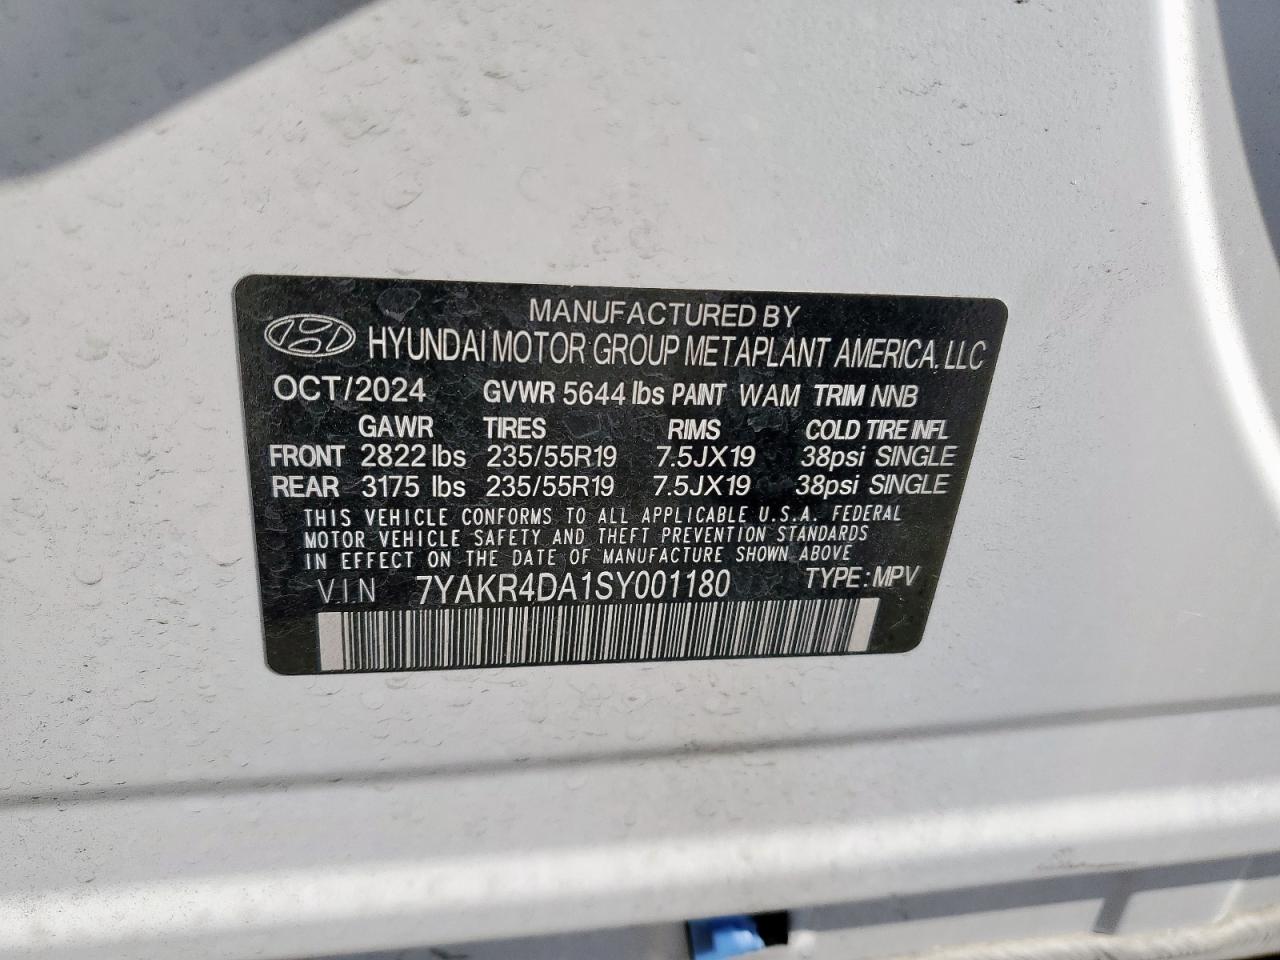 MANUFACTURED BY
HYUNDAI MOTOR GROUP METAPLANT AMERICA, LLC
OCT/2024 GVWR 5644 lbs PAINT WAM TRIM NNB
GAWR TIRES RIMS COLD TIRE INFL
FRONT 2822 lbs 235/55R19 7.5JX19 38psi SINGLE
REAR 3175 lbs 235/55R19 7.5JX19 38psi SINGLE
THIS VEHICLE CONFORMS TO ALL APPLICABLE U.S.A. FEDERAL
MOTOR VEHICLE SAFETY AND THEFT PREVENTION STANDARDS
IN EFFECT ON THE DATE OF MANUFACTURE SHOWN ABOVE
VIN 7YAKR4DA1SY001180 TYPE: MPV